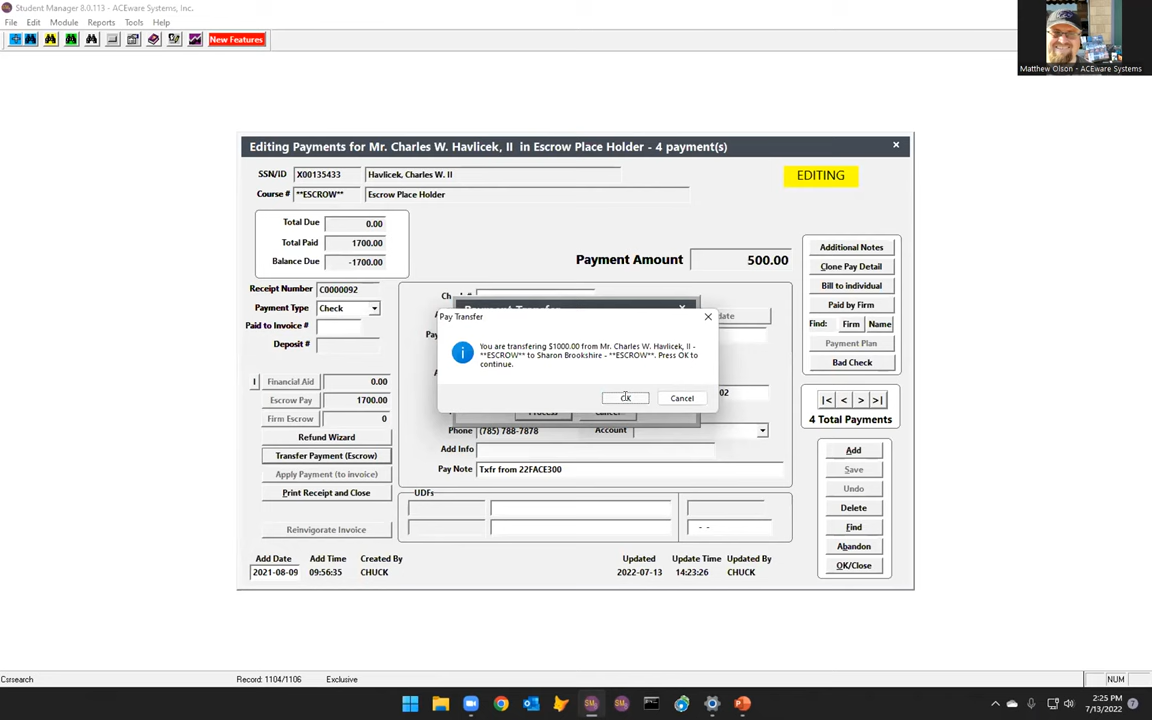 Student Manager 8.0.113 - ACEware Systems, Inc.
File Edit Module Reports Tools Help
New Features
Matthew Olson - ACEware Systems
Editing Payments for Mr. Charles W. Havlicek, II in Escrow Place Holder - 4 payment(s)
SSN/ID X00135433 Havlicek, Charles W. II
EDITING
Course # **ESCROW** Escrow Place Holder
Total Due 0.00
Total Paid 1700.00
Balance Due -1700.00
Payment Amount 500.00
Additional Notes
Clone Pay Detail
Bill to individual
Paid by Firm
Find: Firm Name
Payment Plan
Bad Check
Receipt Number C0000092
Payment Type Check
Paid to Invoice #
Deposit #
Payment Transfer
Pay Transfer
You are transfering $1000.00 from Mr. Charles W. Havlicek, II -
**ESCROW** to Sharon Brookshire - **ESCROW**. Press OK to
continue.
OK Cancel
Process Cancel
02
I Financial Aid 0.00
Escrow Pay 1700.00
Firm Escrow 0
Refund Wizard
Transfer Payment (Escrow)
Apply Payment (to invoice)
Print Receipt and Close
Reinvigorate Invoice
Phone (785) 788-7878 Account
Add Info
Pay Note Txfr from 22FACE300
UDFs
- -
|< < > >|
4 Total Payments
Add
Save
Undo
Delete
Find
Abandon
OK/Close
Add Date Add Time Created By Updated Update Time Updated By
2021-08-09 09:56:35 CHUCK 2022-07-13 14:23:26 CHUCK
Csrsearch Record: 1104/1106 Exclusive NUM
2:25 PM
7/13/2022